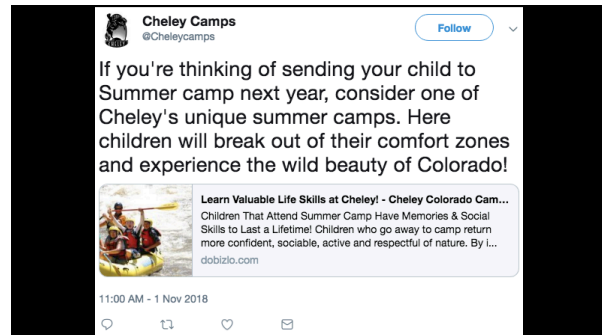 Cheley Camps
@Cheleycamps
Follow
If you're thinking of sending your child to
Summer camp next year, consider one of
Cheley's unique summer camps. Here
children will break out of their comfort zones
and experience the wild beauty of Colorado!
Learn Valuable Life Skills at Cheley! - Cheley Colorado Cam...
Children That Attend Summer Camp Have Memories & Social
Skills to Last a Lifetime! Children who go away to camp return
more confident, sociable, active and respectful of nature. By i...
dobizlo.com
11:00 AM - 1 Nov 2018